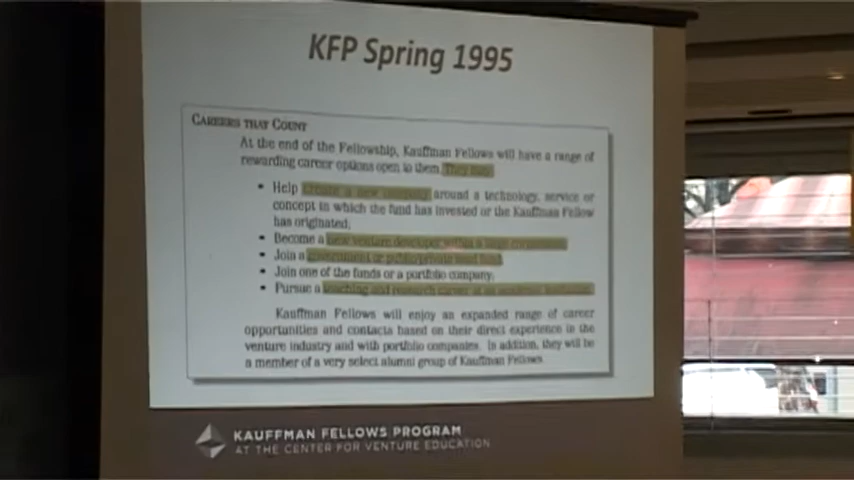 KFP Spring 1995
CAREERS THAT COUNT
At the end of the Fellowship, Kauffman Fellows will have a range of
rewarding career options open to them. They may:
• Help create a new company around a technology, service or
concept in which the fund has invested or the Kauffman Fellow
has originated;
• Become a new venture developer within a large
• Join a government or public/private seed fund;
• Join one of the funds or a portfolio company;
• Pursue a teaching and research career at an academic institution.
Kauffman Fellows will enjoy an expanded range of career
opportunities and contacts based on their direct experience in the
venture industry and with portfolio companies. In addition, they will be
a member of a very select alumni group of Kauffman Fellows.
KAUFFMAN FELLOWS PROGRAM
AT THE CENTER FOR VENTURE EDUCATION